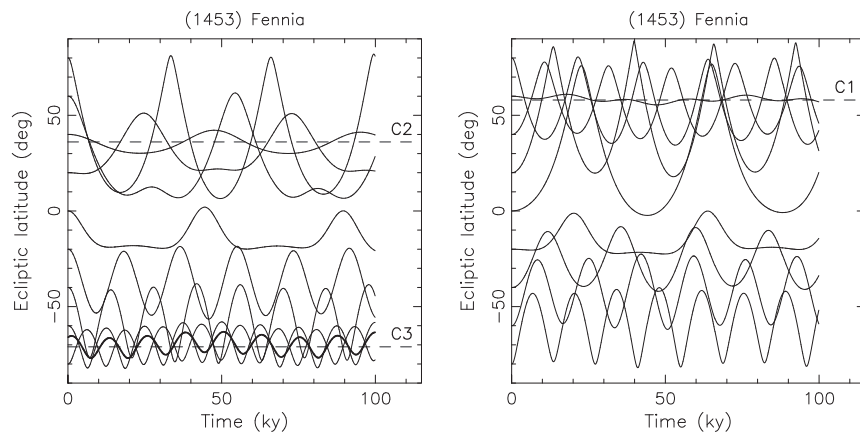 (1453) Fennia
Ecliptic latitude (deg)
50
0
−50
C2
C3
0
50
100
Time (ky)
(1453) Fennia
Ecliptic latitude (deg)
50
0
−50
C1
0
50
100
Time (ky)